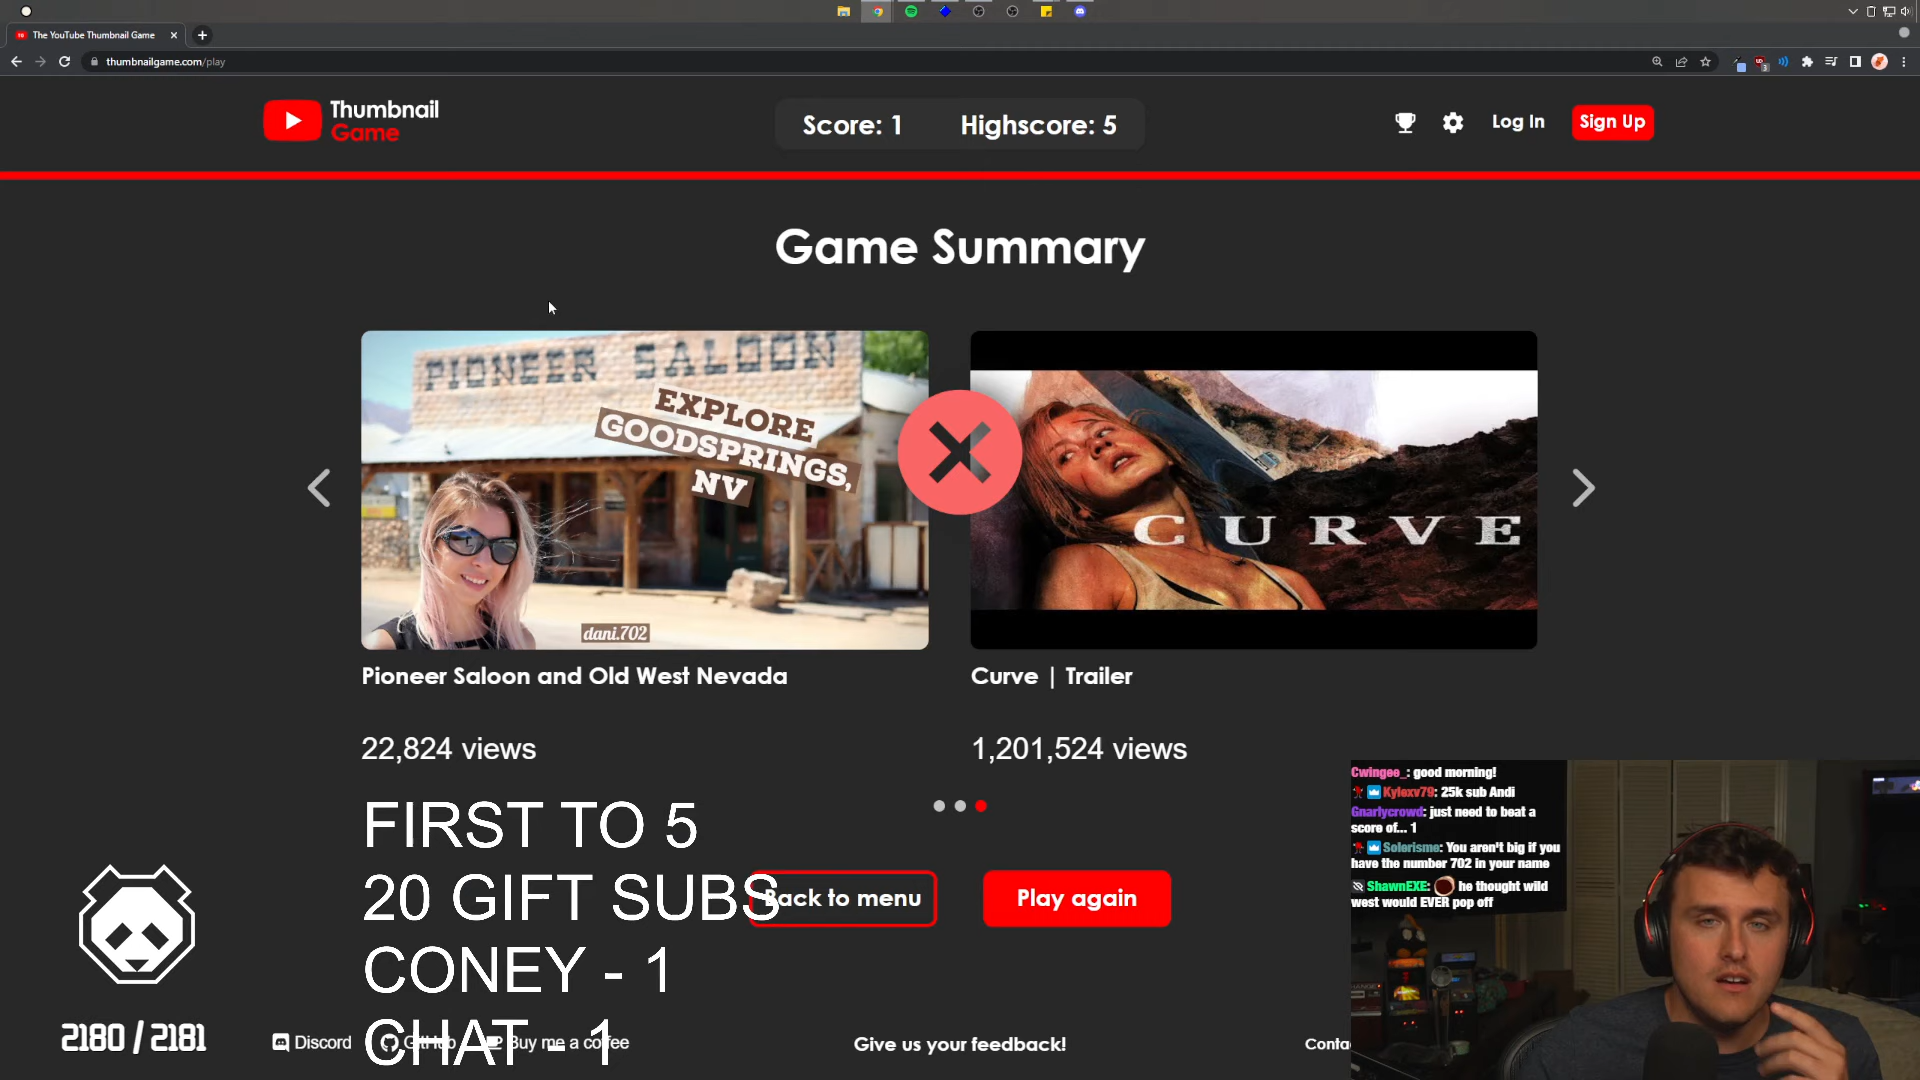 The YouTube Thumbnail Game
thumbnailgame.com/play
Thumbnail
Game
Score: 1
Highscore: 5
Log In
Sign Up
Game Summary
PIONEER SALOON
EXPLORE
GOODSPRINGS,
NV
dani.702
CURVE
Pioneer Saloon and Old West Nevada
Curve | Trailer
22,824 views
1,201,524 views
FIRST TO 5
20 GIFT SUBS
CONEY - 1
CHAT - 1
Back to menu
Play again
Cwingee_: good morning!
Kylexv79: 25k sub Andi
Gnarlycrowd: just need to beat a
score of... 1
Solerisme: You aren't big if you
have the number 702 in your name
ShawnEXE: he thought wild
west would EVER pop off
2180 / 2181
Discord
GitHub
Buy me a coffee
Give us your feedback!
Conta